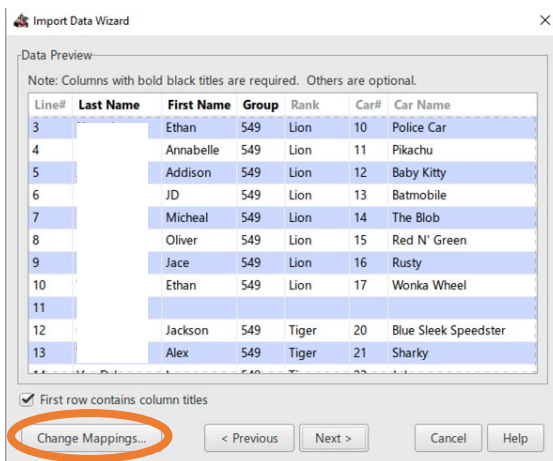 Import Data Wizard
Data Preview
Note: Columns with bold black titles are required. Others are optional.
Line# Last Name First Name Group Rank Car# Car Name
3 Ethan 549 Lion 10 Police Car
4 Annabelle 549 Lion 11 Pikachu
5 Addison 549 Lion 12 Baby Kitty
6 JD 549 Lion 13 Batmobile
7 Micheal 549 Lion 14 The Blob
8 Oliver 549 Lion 15 Red N' Green
9 Jace 549 Lion 16 Rusty
10 Ethan 549 Lion 17 Wonka Wheel
11
12 Jackson 549 Tiger 20 Blue Sleek Speedster
13 Alex 549 Tiger 21 Sharky
First row contains column titles
Change Mappings... < Previous Next > Cancel Help